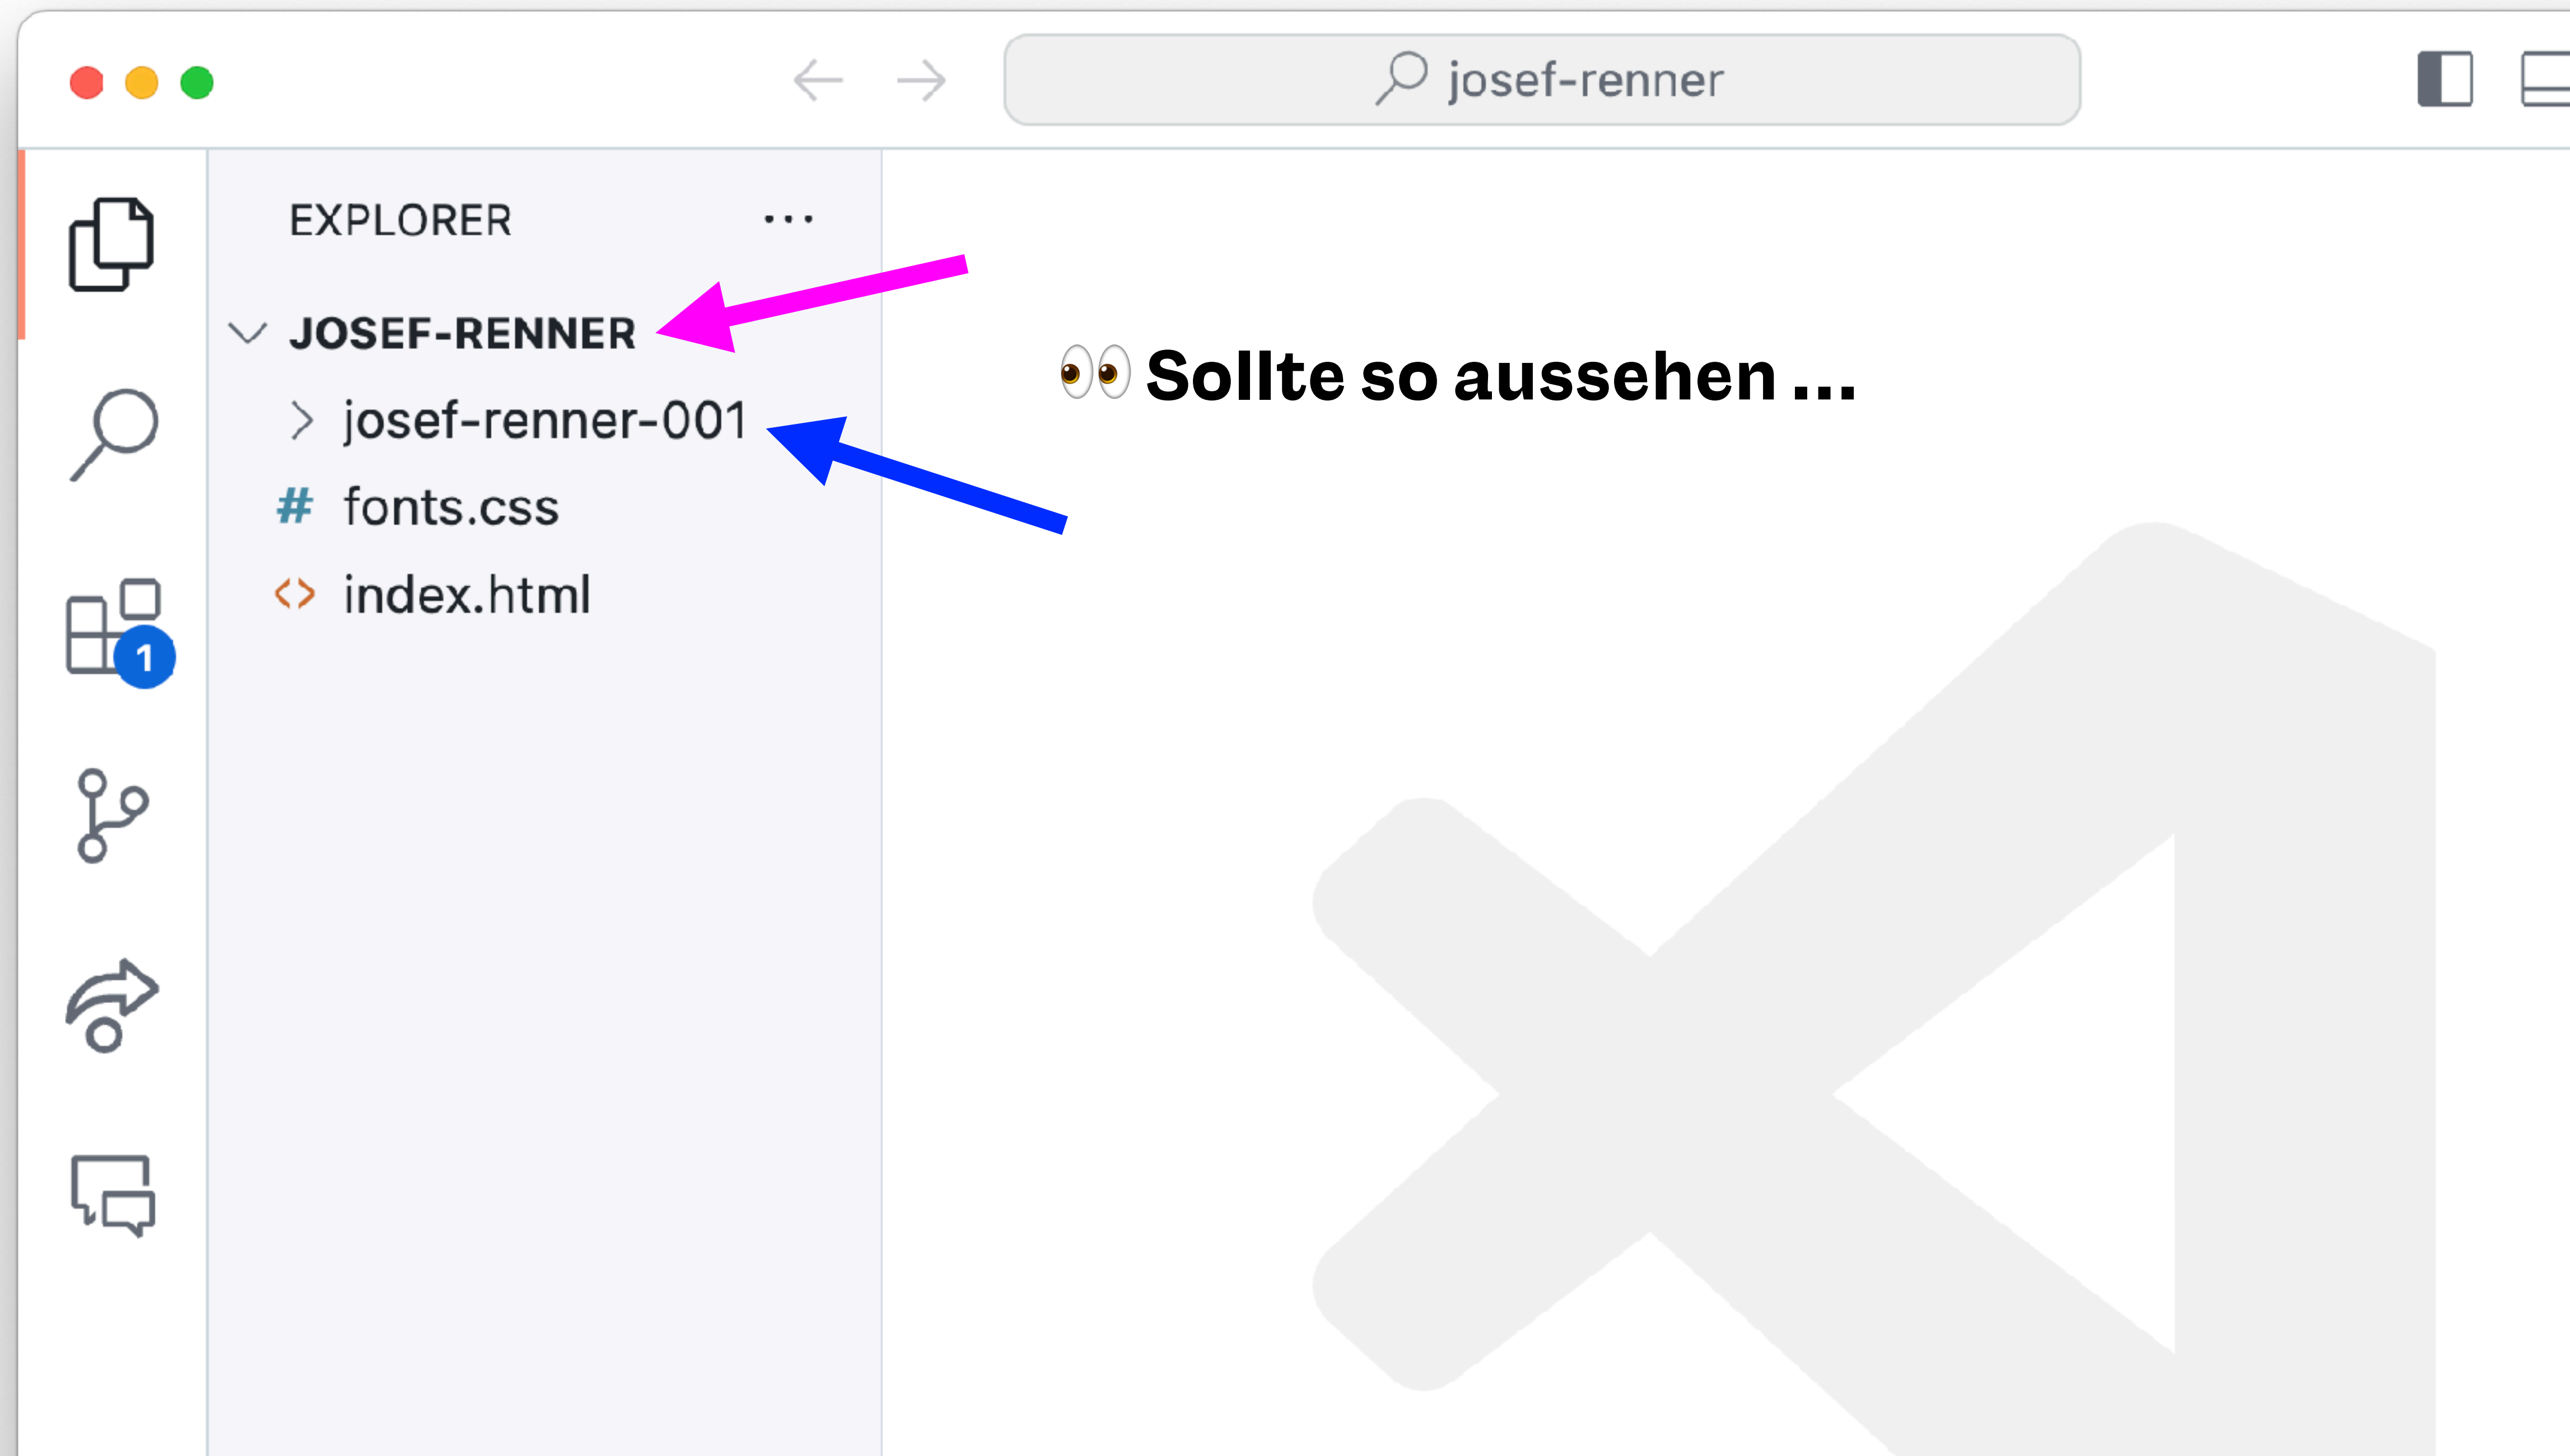 josef-renner
EXPLORER
...
JOSEF-RENNER
josef-renner-001
# fonts.css
<> index.html
1
👀 Sollte so aussehen ...